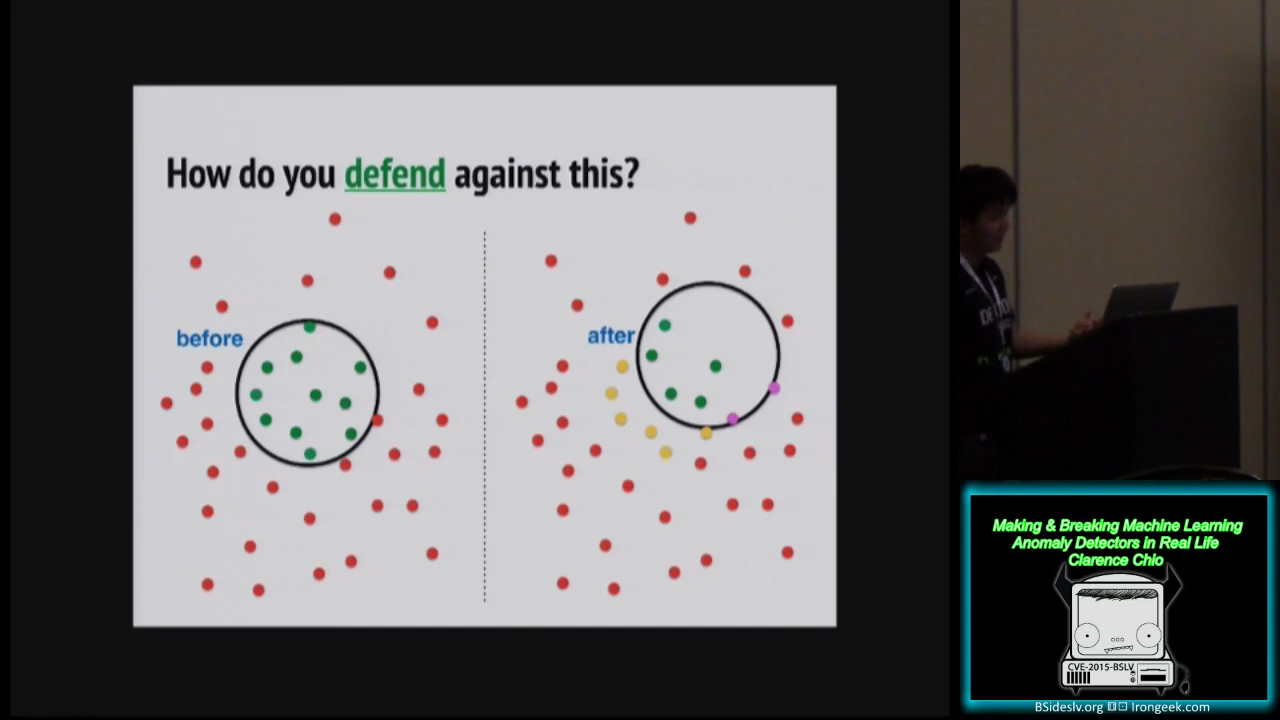 How do you defend against this?
before
after
Making & Breaking Machine Learning
Anomaly Detectors in Real Life
Clarence Chio
CVE-2015-BSLV
BSideslv.org Irongeek.com